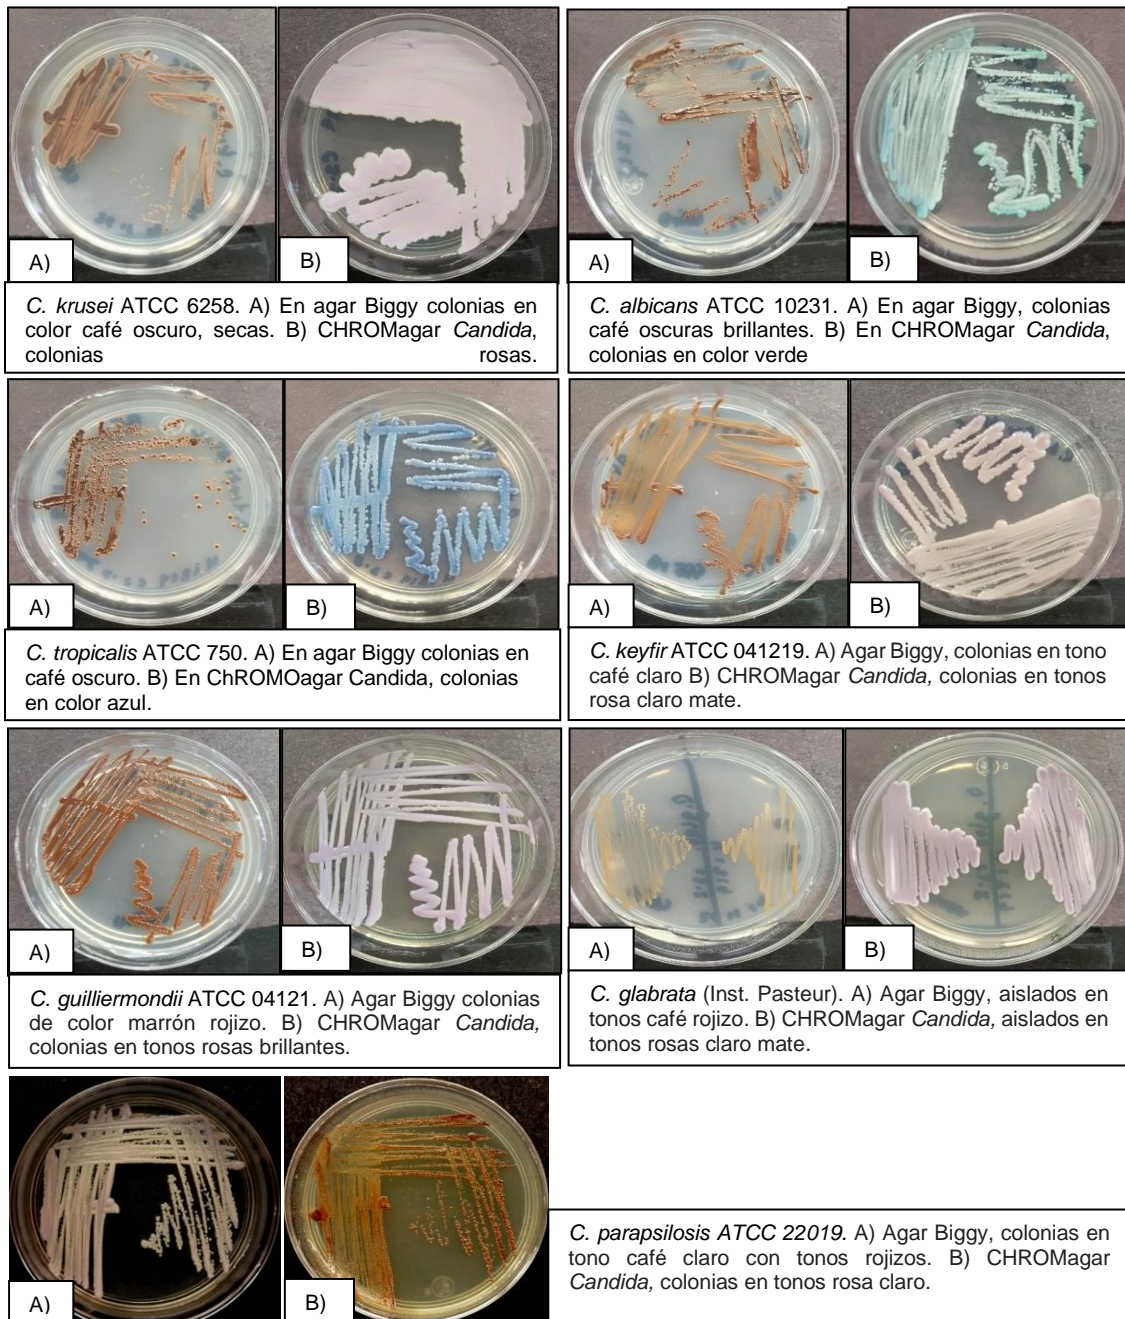 A)
B)
A)
B)
C. krusei ATCC 6258. A) En agar Biggy colonias en
color café oscuro, secas. B) CHROMagar Candida,
colonias rosas.
C. albicans ATCC 10231. A) En agar Biggy, colonias
café oscuras brillantes. B) En CHROMagar Candida,
colonias en color verde
A)
B)
A)
B)
C. tropicalis ATCC 750. A) En agar Biggy colonias en
café oscuro. B) En ChROMOagar Candida, colonias
en color azul.
C. keyfir ATCC 041219. A) Agar Biggy, colonias en tono
café claro B) CHROMagar Candida, colonias en tonos
rosa claro mate.
A)
B)
A)
B)
C. guilliermondii ATCC 04121. A) Agar Biggy colonias
de color marrón rojizo. B) CHROMagar Candida,
colonias en tonos rosas brillantes.
C. glabrata (Inst. Pasteur). A) Agar Biggy, aislados en
tonos café rojizo. B) CHROMagar Candida, aislados en
tonos rosas claro mate.
A)
B)
C. parapsilosis ATCC 22019. A) Agar Biggy, colonias en
tono café claro con tonos rojizos. B) CHROMagar
Candida, colonias en tonos rosa claro.